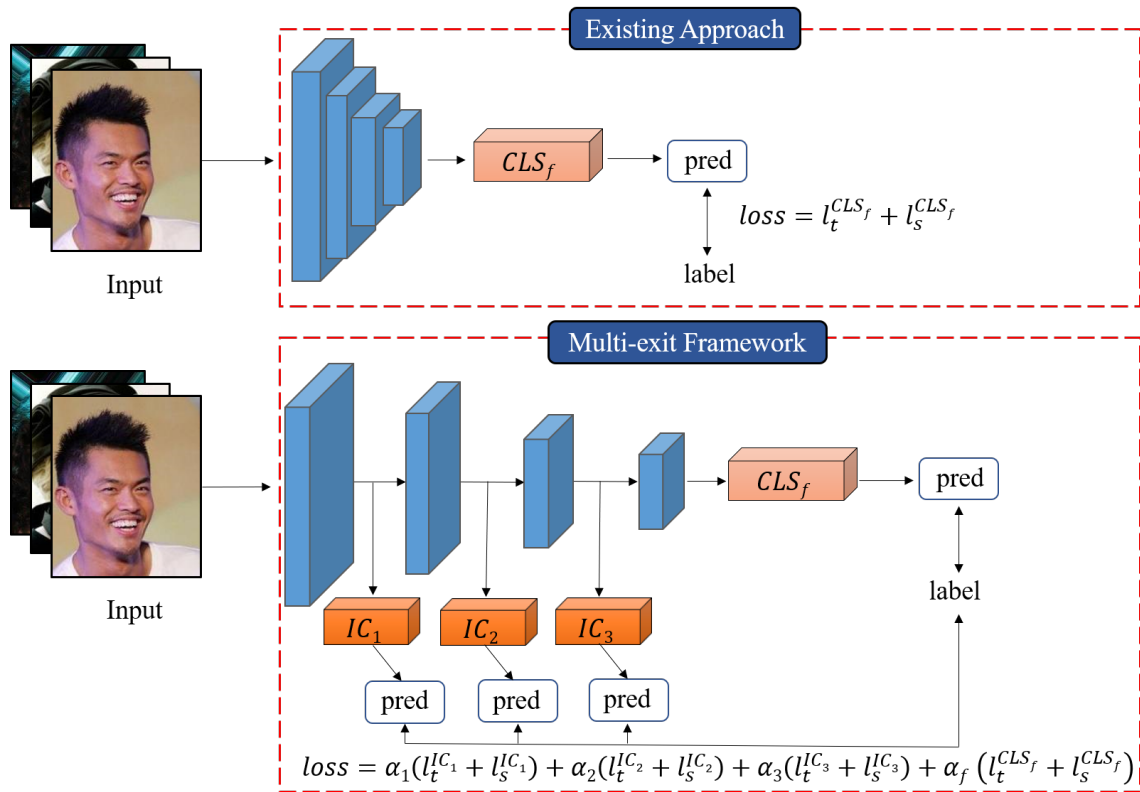 Existing Approach
CLS_f
pred
loss = l_t^{CLS_f} + l_s^{CLS_f}
label
Input
Multi-exit Framework
CLS_f
pred
label
Input
IC_1
IC_2
IC_3
pred
pred
pred
loss = α_1(l_t^{IC_1} + l_s^{IC_1}) + α_2(l_t^{IC_2} + l_s^{IC_2}) + α_3(l_t^{IC_3} + l_s^{IC_3}) + α_f (l_t^{CLS_f} + l_s^{CLS_f})